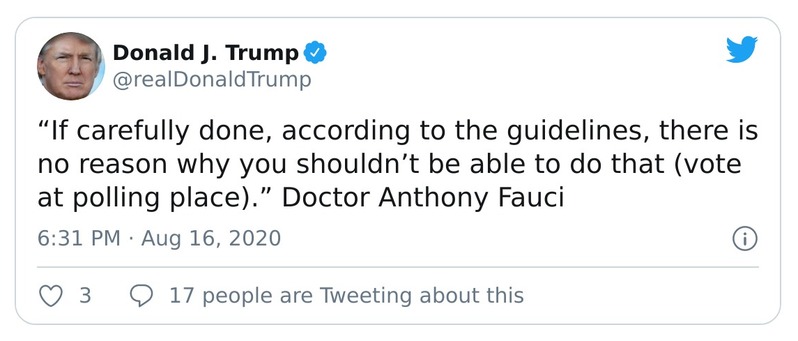 Donald J. Trump
@realDonaldTrump
“If carefully done, according to the guidelines, there is
no reason why you shouldn’t be able to do that (vote
at polling place).” Doctor Anthony Fauci
6:31 PM · Aug 16, 2020
3 17 people are Tweeting about this